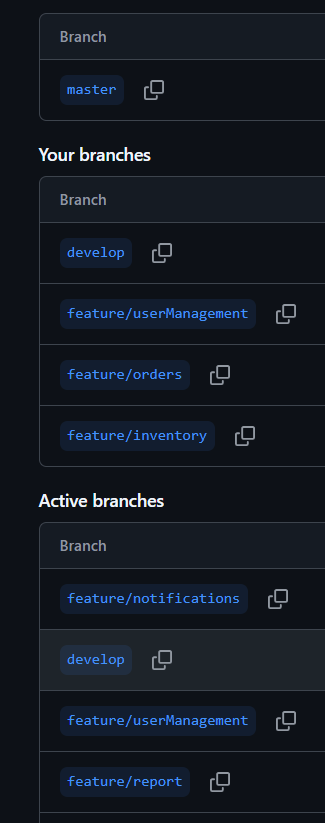 Branch
master
Your branches
Branch
develop
feature/userManagement
feature/orders
feature/inventory
Active branches
Branch
feature/notifications
develop
feature/userManagement
feature/report